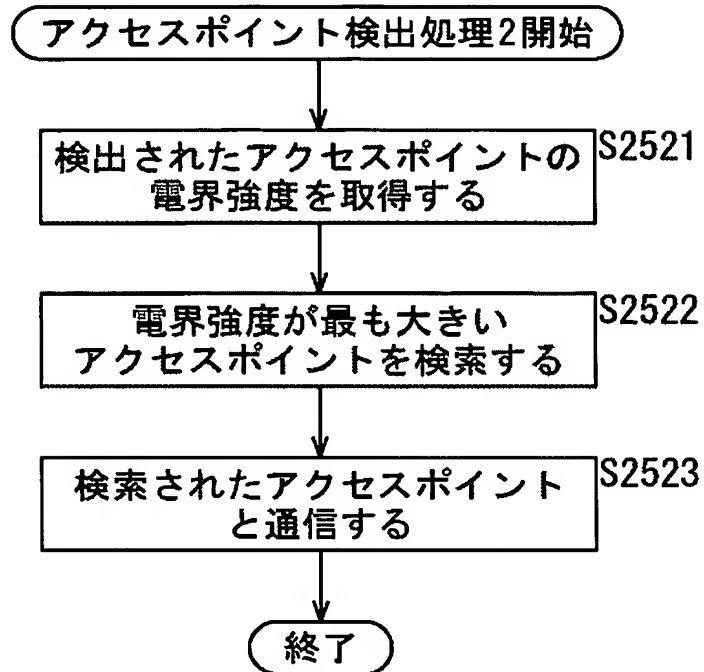 アクセスポイント検出処理2開始
検出されたアクセスポイントの
電界強度を取得する
S2521
電界強度が最も大きい
アクセスポイントを検索する
S2522
検索されたアクセスポイント
と通信する
S2523
終了